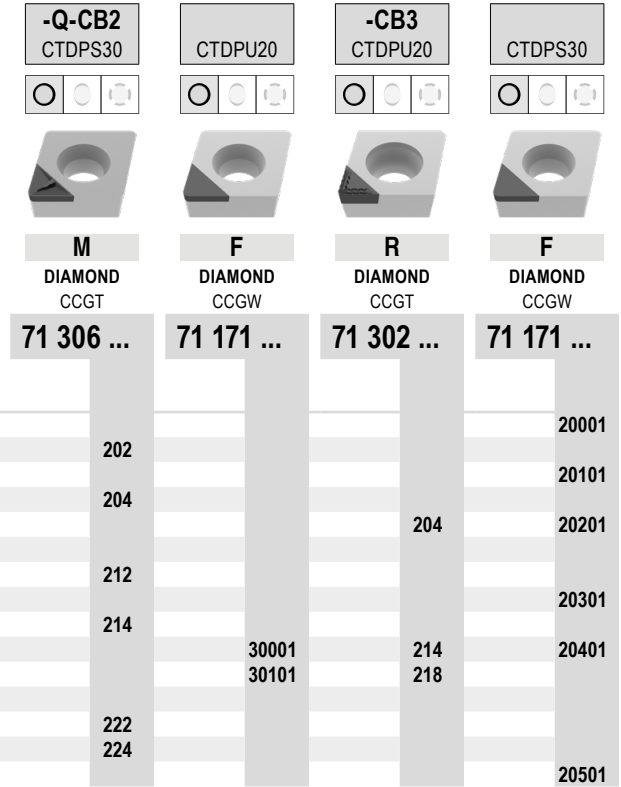 -Q-CB2 -CB3
CTDPS30 CTDPU20 CTDPU20 CTDPS30
M F R F
DIAMOND DIAMOND DIAMOND DIAMOND
CCGT CCGW CCGT CCGW
71 306 ... 71 171 ... 71 302 ... 71 171 ...
20001
202
20101
204
204 20201
212
20301
214
30001 214 20401
30101 218
222
224
20501